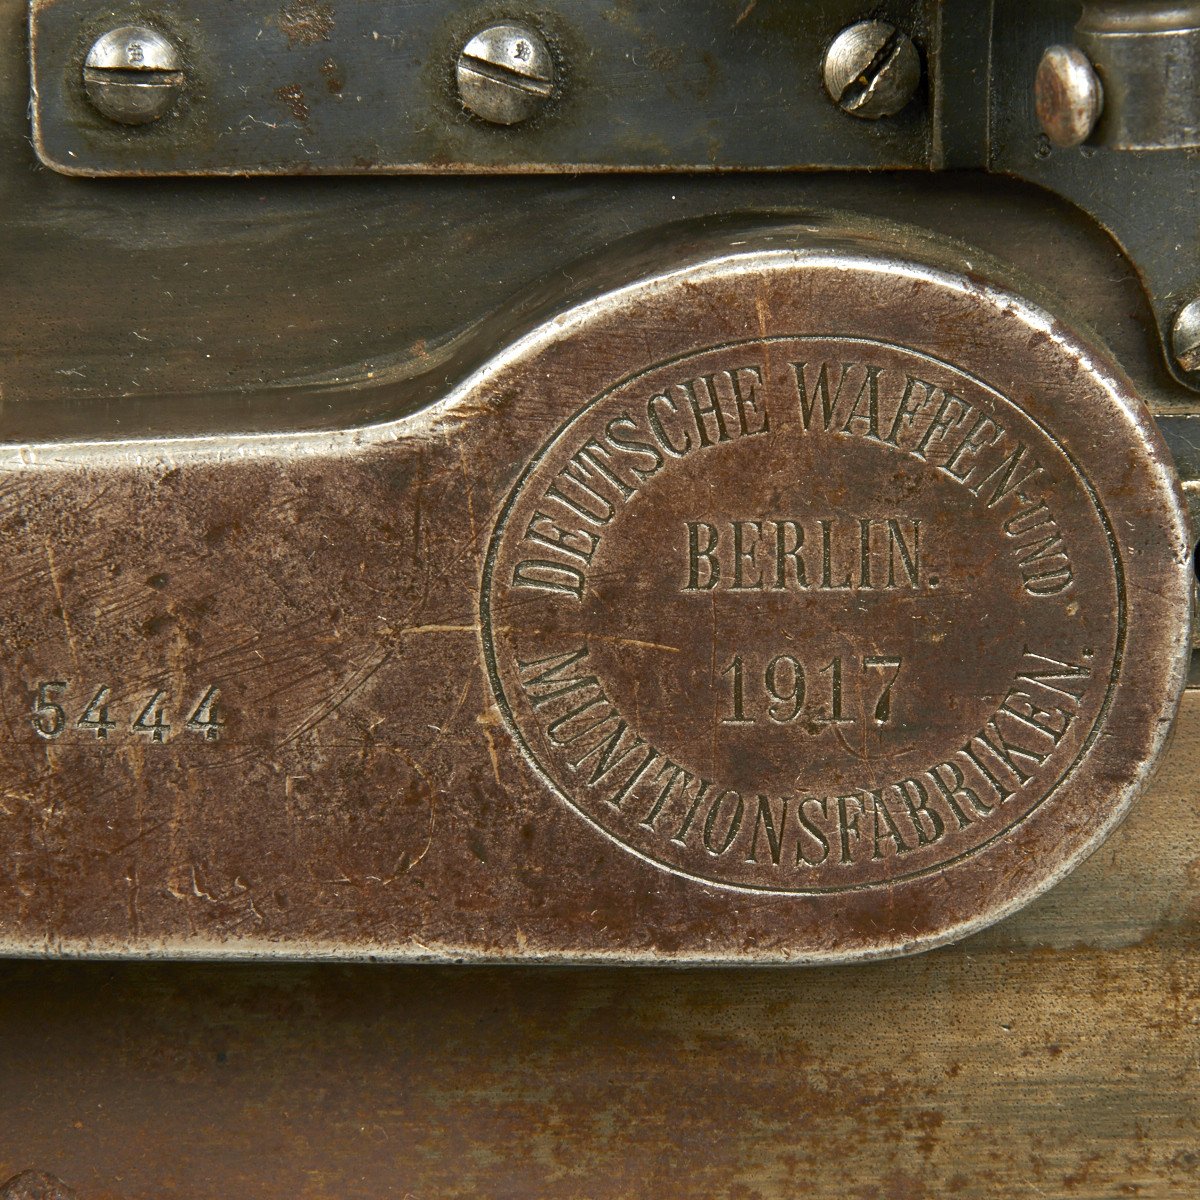 DEUTSCHE WAFFEN-UND
BERLIN.
1917
MUNITIONSFABRIKEN.
5444